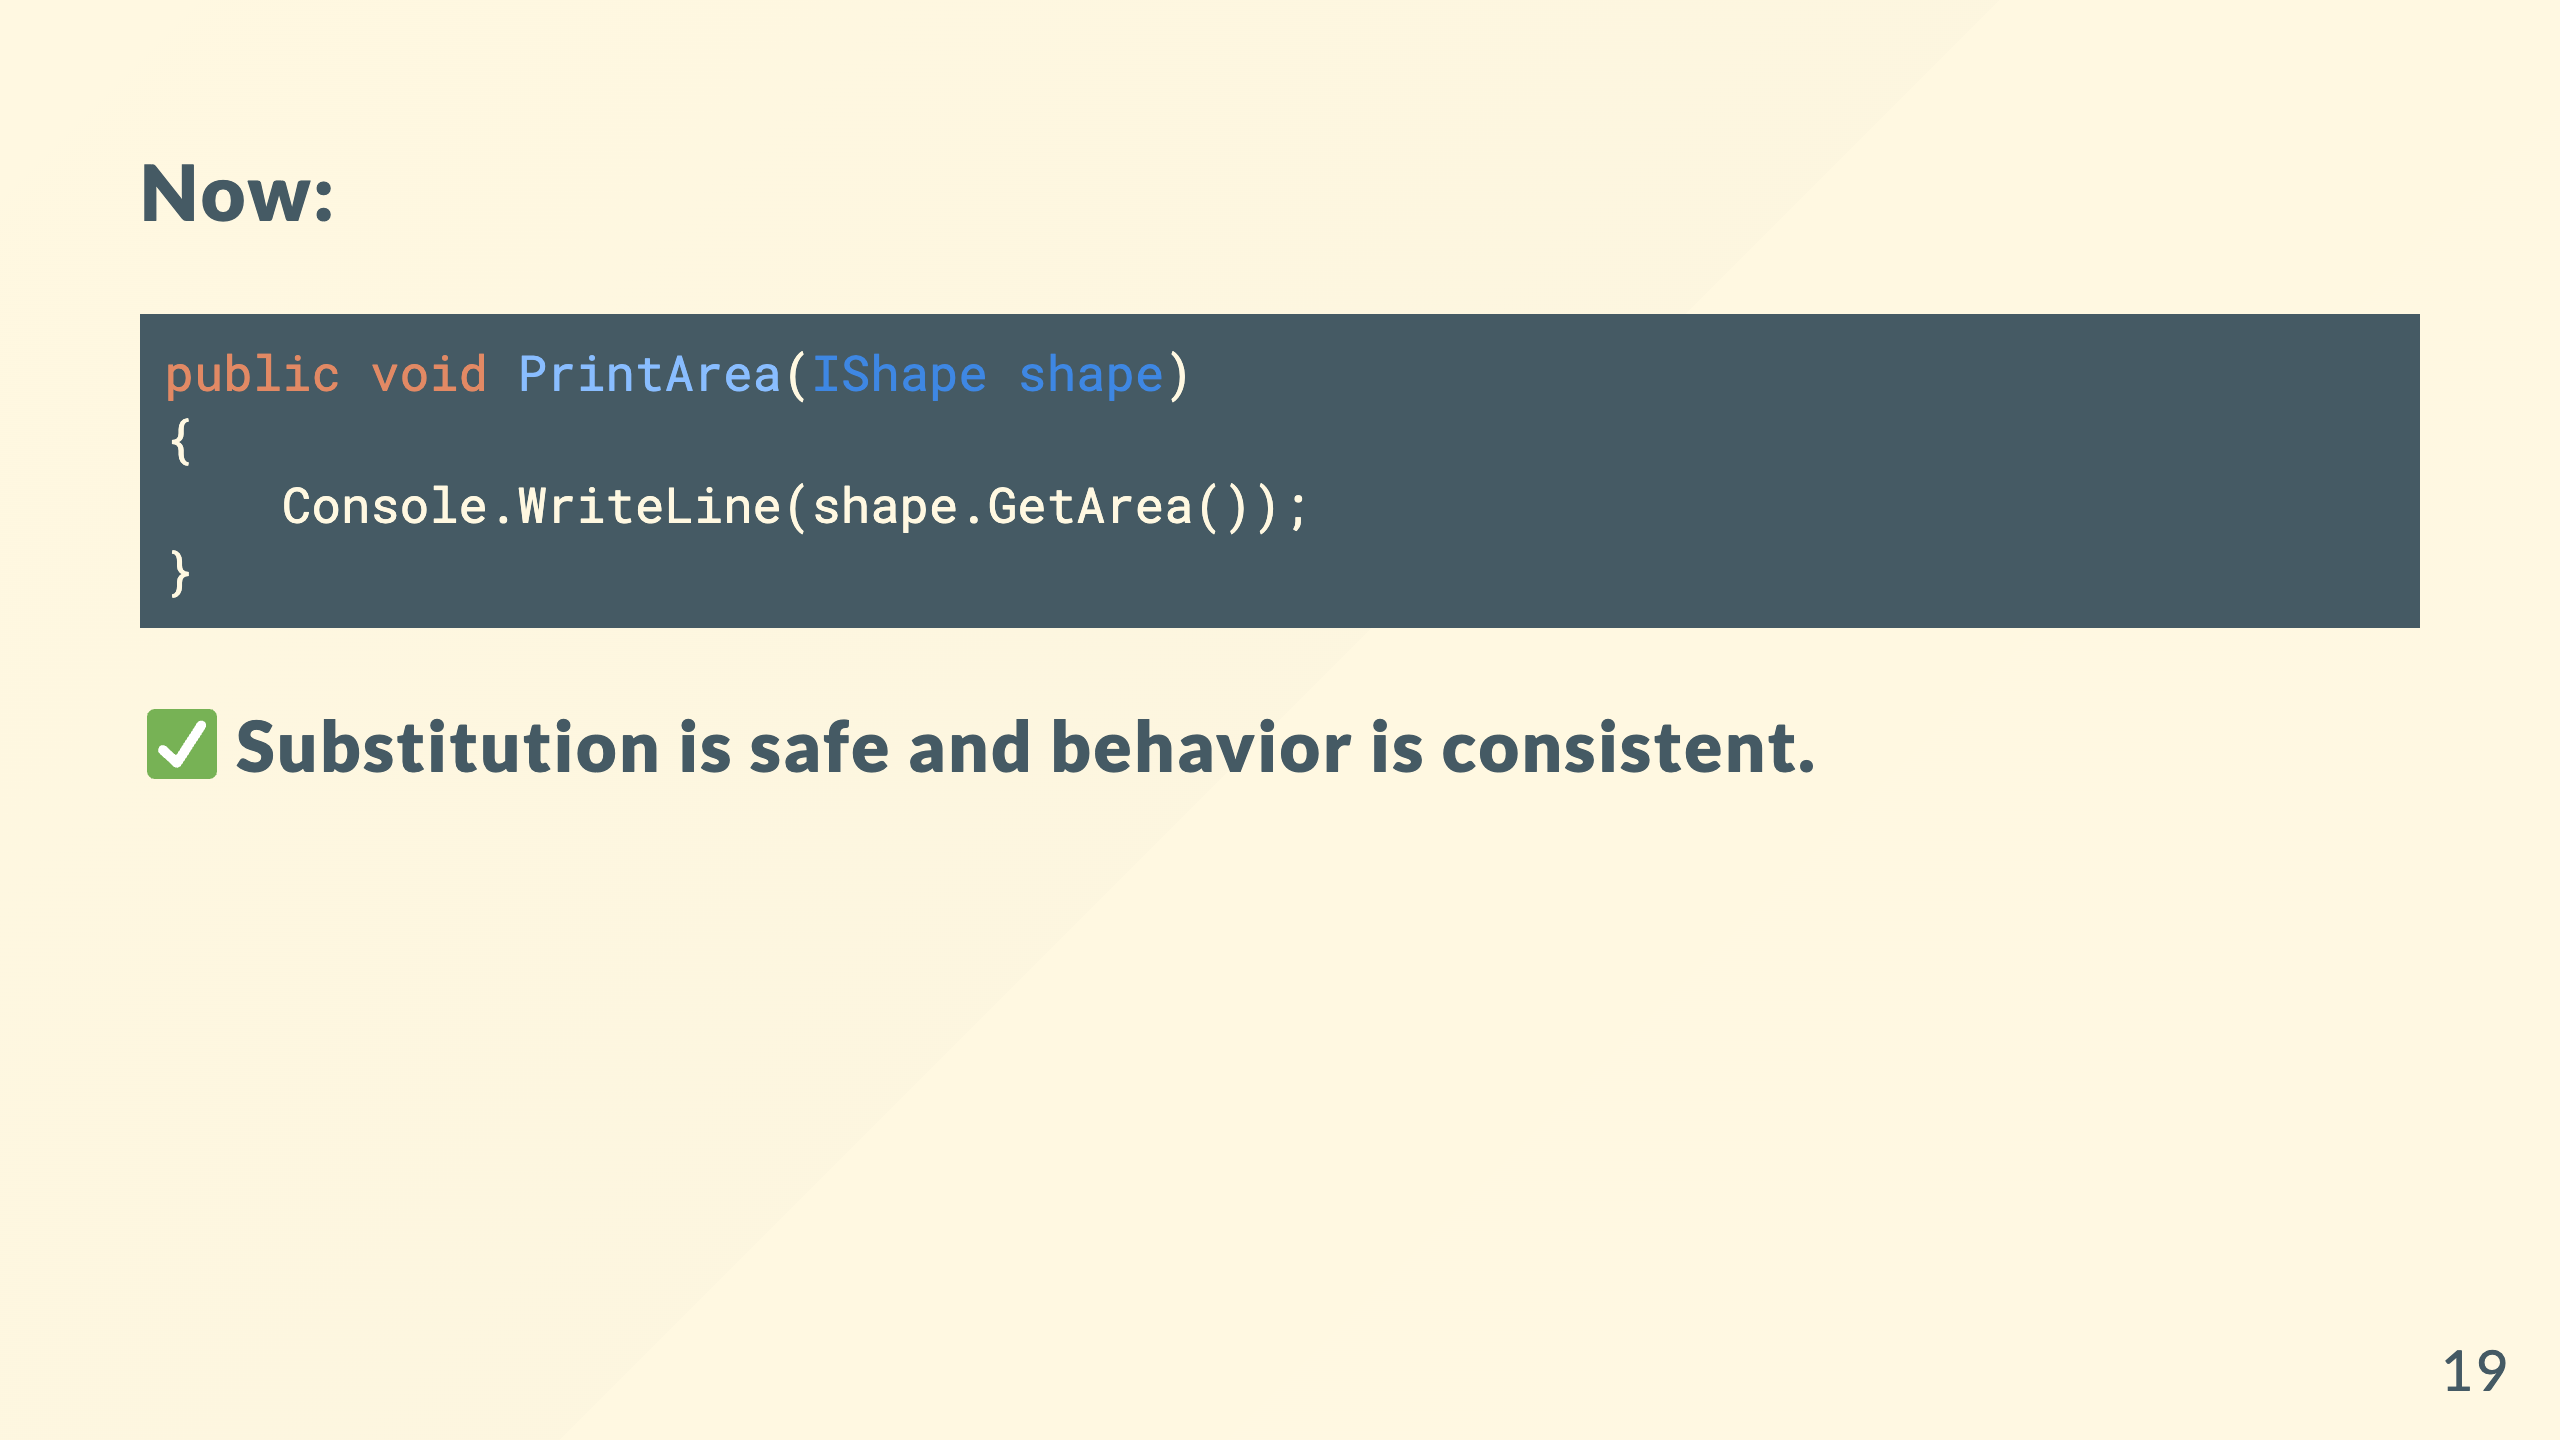 Now:
public void PrintArea(IShape shape)
{
    Console.WriteLine(shape.GetArea());
}
✅ Substitution is safe and behavior is consistent.
19